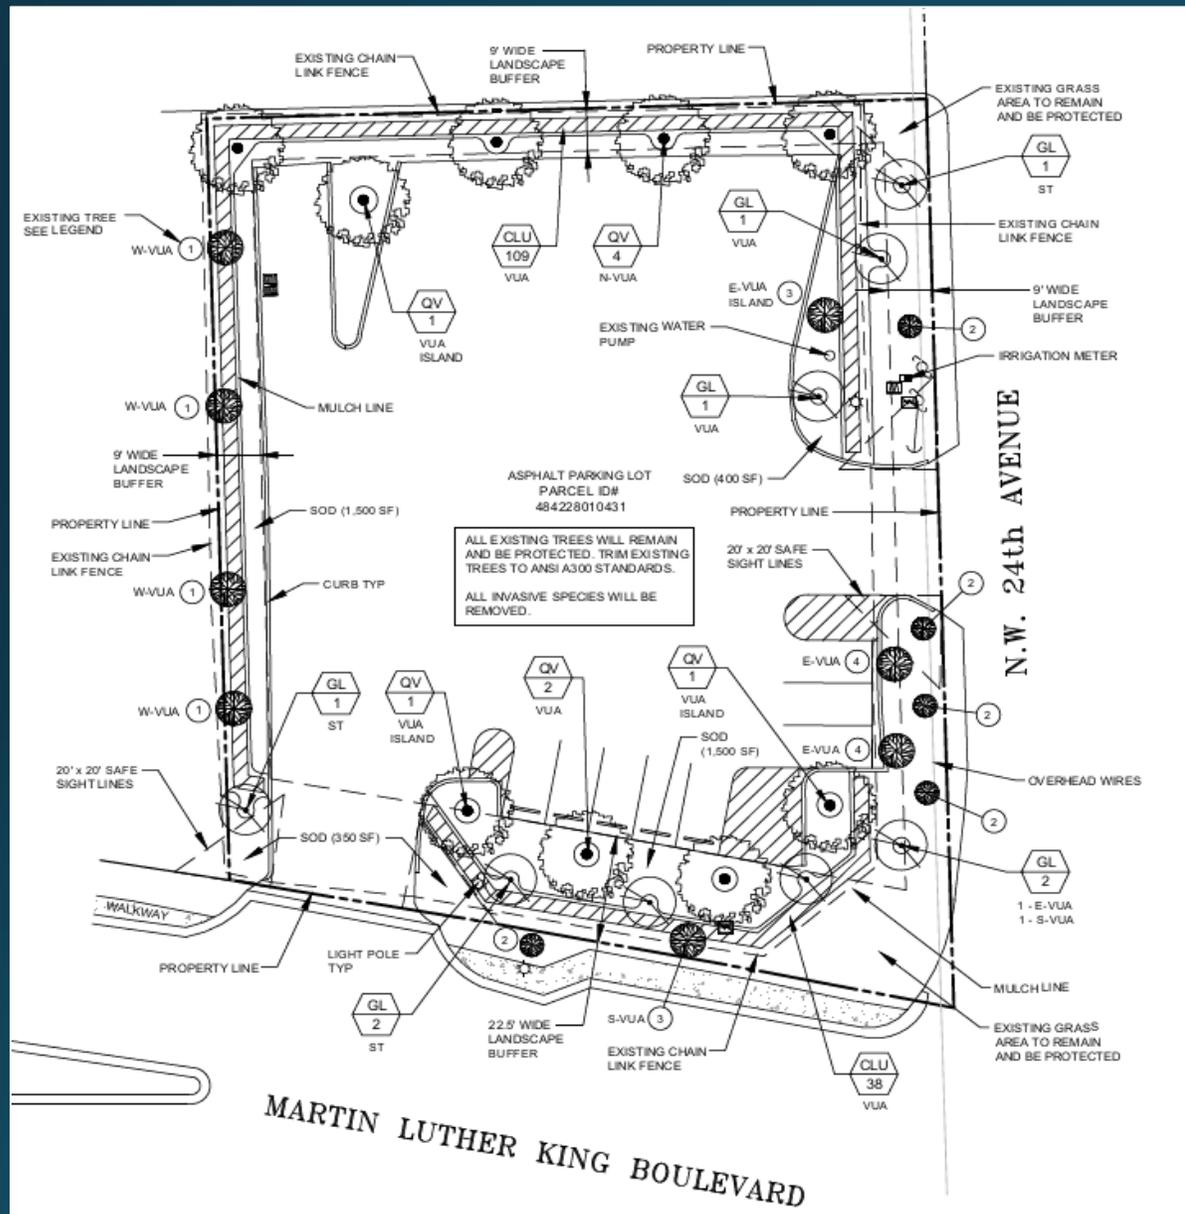 EXISTING CHAIN
LINK FENCE
9' WIDE
LANDSCAPE
BUFFER
PROPERTY LINE
EXISTING GRASS
AREA TO REMAIN
AND BE PROTECTED
GL
1
ST
EXISTING TREE
SEE LEGEND
W-VUA 1
CLU
109
VUA
QV
4
N-VUA
GL
1
VUA
EXISTING CHAIN
LINK FENCE
E-VUA
ISLAND
3
9' WIDE
LANDSCAPE
BUFFER
QV
1
VUA
ISLAND
EXISTING WATER
PUMP
2
IRRIGATION METER
W-VUA 1
MULCH LINE
GL
1
VUA
9' WIDE
LANDSCAPE
BUFFER
SOD (400 SF)
ASPHALT PARKING LOT
PARCEL ID#
484228010431
PROPERTY LINE
SOD (1,500 SF)
PROPERTY LINE
EXISTING CHAIN
LINK FENCE
ALL EXISTING TREES WILL REMAIN
AND BE PROTECTED. TRIM EXISTING
TREES TO ANSI A300 STANDARDS.
ALL INVASIVE SPECIES WILL BE
REMOVED.
20' x 20' SAFE
SIGHT LINES
N.W. 24th AVENUE
W-VUA 1
CURB TYP
2
E-VUA 4
GL
1
ST
QV
1
VUA
ISLAND
QV
2
VUA
QV
1
VUA
ISLAND
W-VUA 1
2
SOD
(1,500 SF)
E-VUA 4
20' x 20' SAFE
SIGHT LINES
OVERHEAD WIRES
2
SOD (350 SF)
GL
2
1 - E-VUA
1 - S-VUA
WALKWAY
2
PROPERTY LINE
LIGHT POLE
TYP
MULCH LINE
GL
2
ST
22.5' WIDE
LANDSCAPE
BUFFER
S-VUA 3
EXISTING CHAIN
LINK FENCE
EXISTING GRASS
AREA TO REMAIN
AND BE PROTECTED
CLU
38
VUA
MARTIN LUTHER KING BOULEVARD